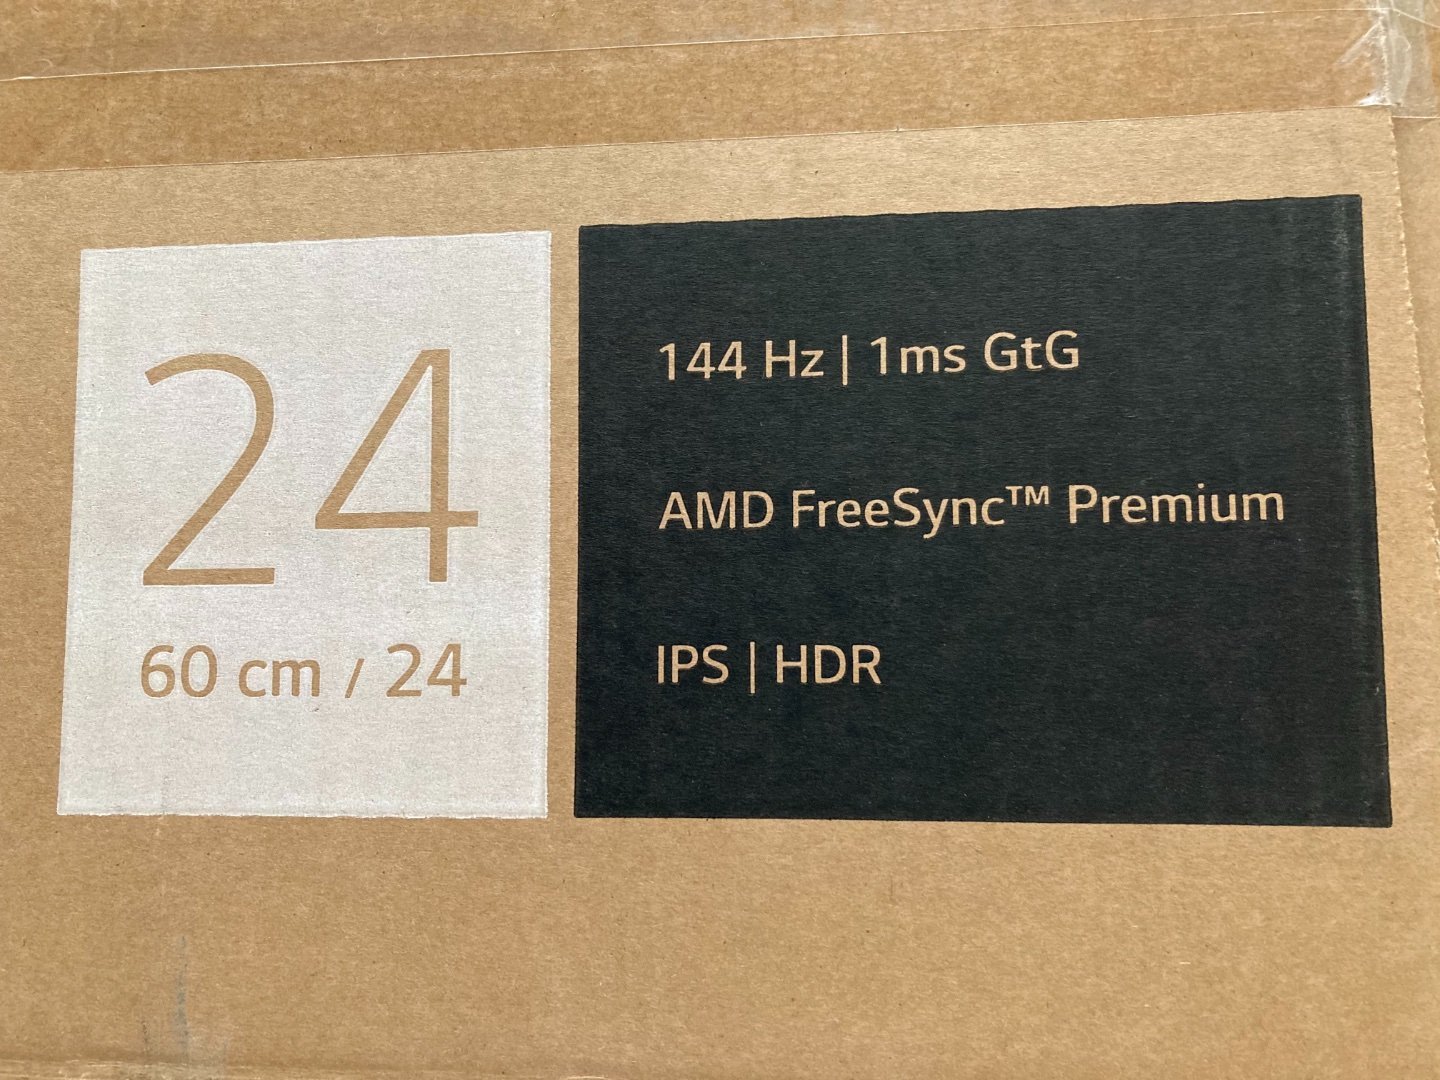 24
60 cm / 24
144 Hz | 1ms GtG
AMD FreeSync™ Premium
IPS | HDR